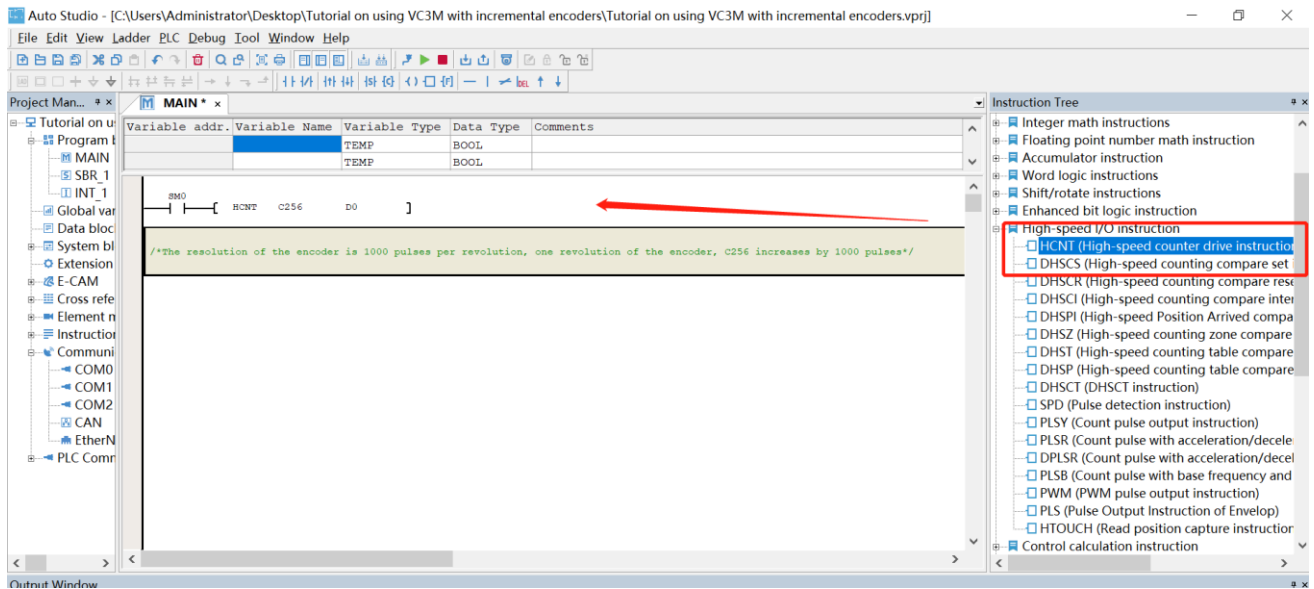 Auto Studio - [C:\Users\Administrator\Desktop\Tutorial on using VC3M with incremental encoders\Tutorial on using VC3M with incremental encoders.vprj]
File Edit View Ladder PLC Debug Tool Window Help
Project Man...
MAIN *
Instruction Tree
Tutorial on u
Program b
MAIN
SBR_1
INT_1
Global var
Data bloc
System bl
Extension
E-CAM
Cross refe
Element m
Instruction
Communi
COM0
COM1
COM2
CAN
EtherN
PLC Comm
Variable addr. Variable Name Variable Type Data Type Comments
TEMP BOOL
TEMP BOOL
SM0
HCNT C256 D0
/*The resolution of the encoder is 1000 pulses per revolution, one revolution of the encoder, C256 increases by 1000 pulses*/
Integer math instructions
Floating point number math instruction
Accumulator instruction
Word logic instructions
Shift/rotate instructions
Enhanced bit logic instruction
High-speed I/O instruction
HCNT (High-speed counter drive instruction
DHSCS (High-speed counting compare set
DHSCR (High-speed counting compare rese
DHSCI (High-speed counting compare inter
DHSPI (High-speed Position Arrived compa
DHSZ (High-speed counting zone compare
DHST (High-speed counting table compare
DHSP (High-speed counting table compare
DHSCT (DHSCT instruction)
SPD (Pulse detection instruction)
PLSY (Count pulse output instruction)
PLSR (Count pulse with acceleration/decele
DPLSR (Count pulse with acceleration/decel
PLSB (Count pulse with base frequency and
PWM (PWM pulse output instruction)
PLS (Pulse Output Instruction of Envelop)
HTOUCH (Read position capture instruction
Control calculation instruction
Output Window